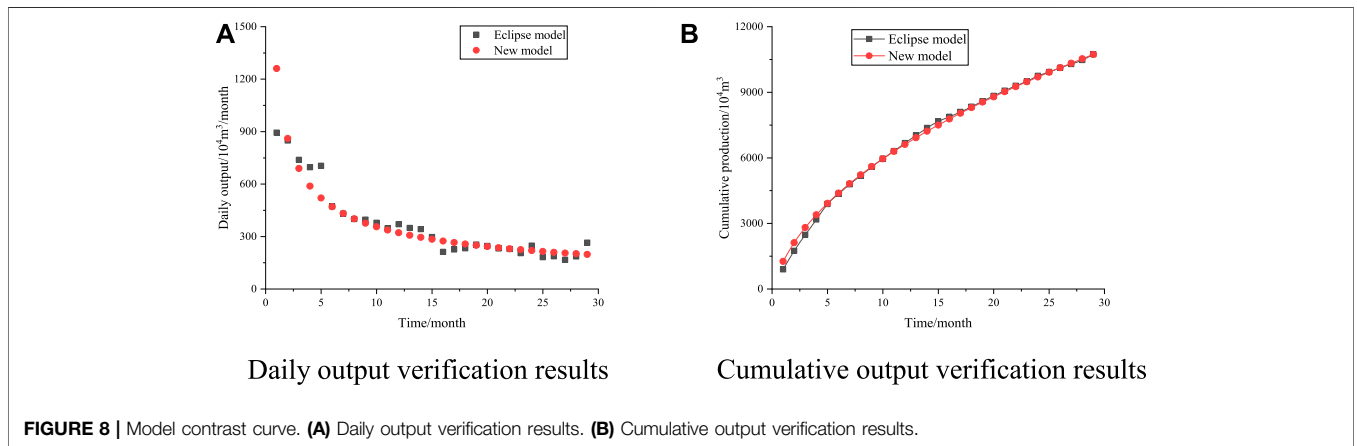 A
1500
1200
900
600
300
0
0 5 10 15 20 25 30
Daily output/10⁴m³/month
Time/month
Eclipse model
New model
Daily output verification results
B
12000
9000
6000
3000
0
0 5 10 15 20 25 30
Cumulative production/10⁴m³
Time/month
Eclipse model
New model
Cumulative output verification results
FIGURE 8 | Model contrast curve. (A) Daily output verification results. (B) Cumulative output verification results.